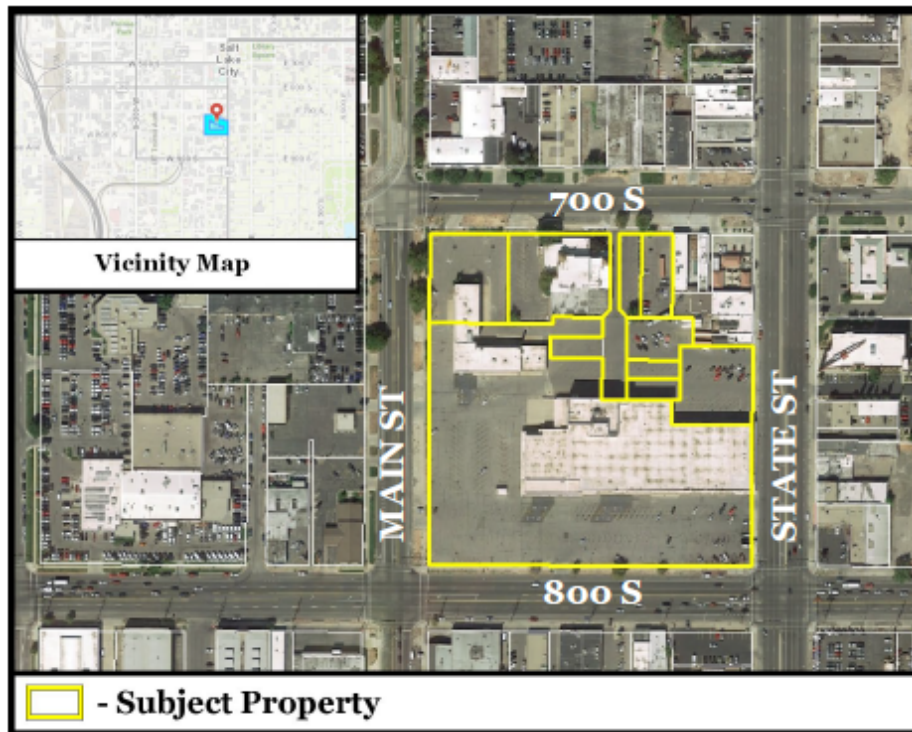 Salt
Lake
City
Vicinity Map
700 S
MAIN ST
STATE ST
800 S
- Subject Property